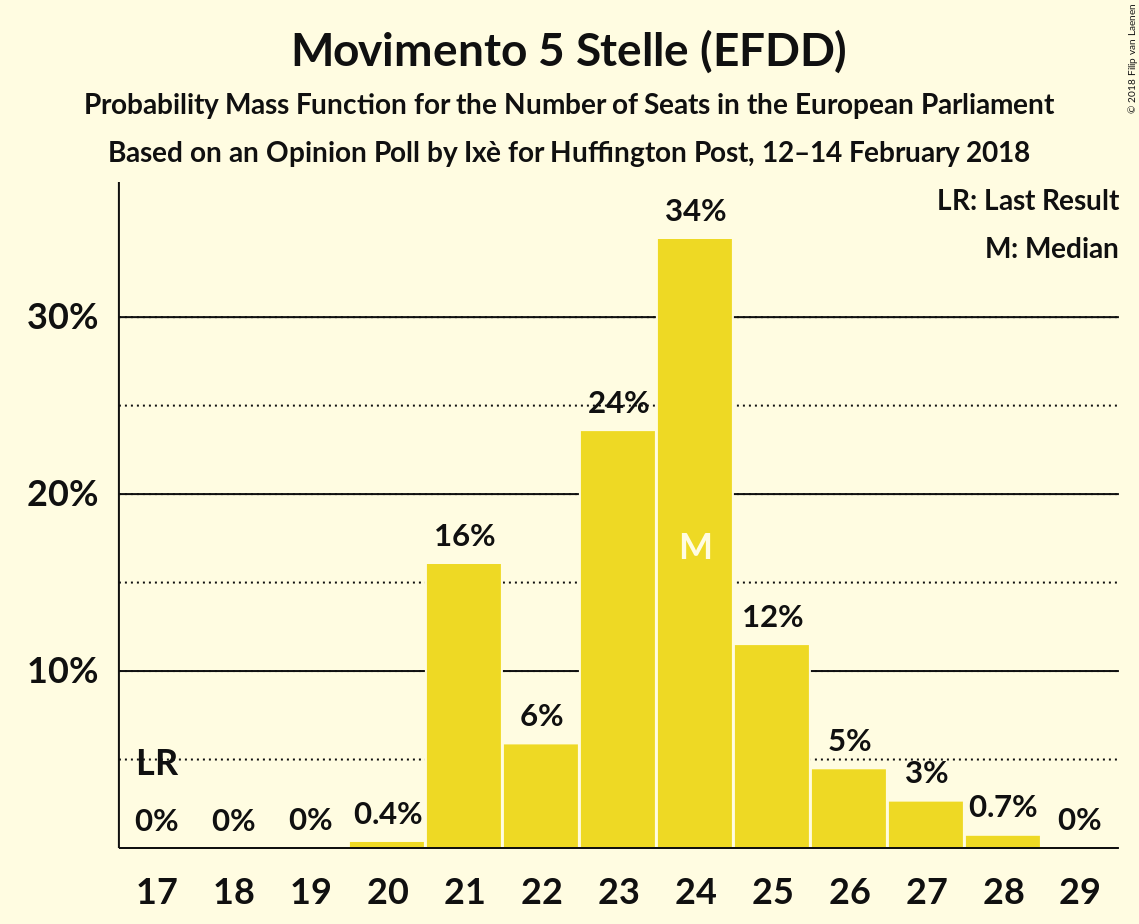 Movimento 5 Stelle (EFDD)
Probability Mass Function for the Number of Seats in the European Parliament
Based on an Opinion Poll by Ixè for Huffington Post, 12–14 February 2018
© 2018 Filip van Laenen
LR: Last Result
M: Median
34%
30%
24%
20%
16%
M
12%
10%
6%
5%
LR
3%
0% 0% 0% 0.4% 0.7% 0%
17 18 19 20 21 22 23 24 25 26 27 28 29